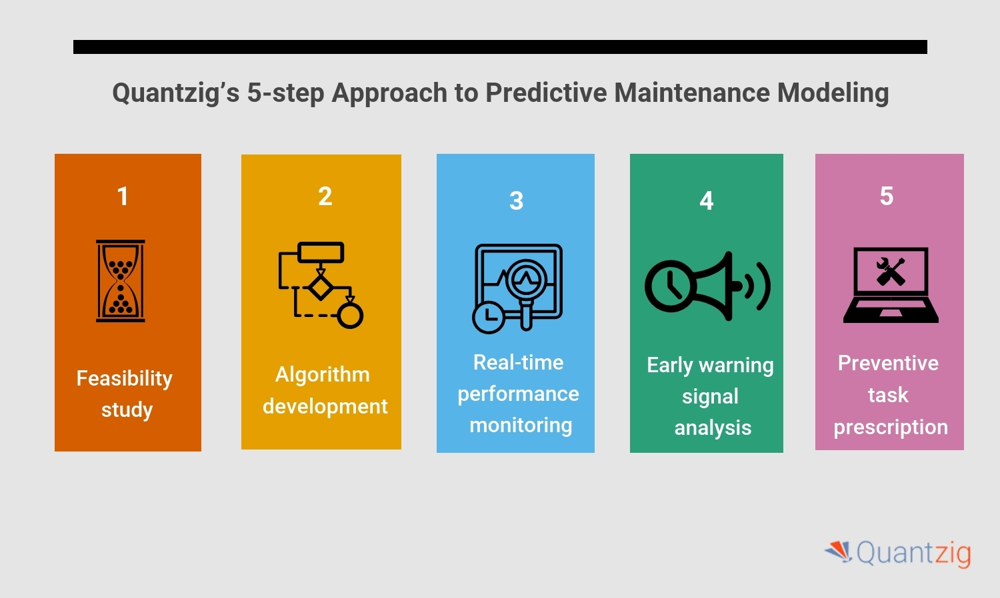 Quantzig’s 5-step Approach to Predictive Maintenance Modeling
1
Feasibility
study
2
Algorithm
development
3
Real-time
performance
monitoring
4
Early warning
signal
analysis
5
Preventive
task
prescription
Quantzig